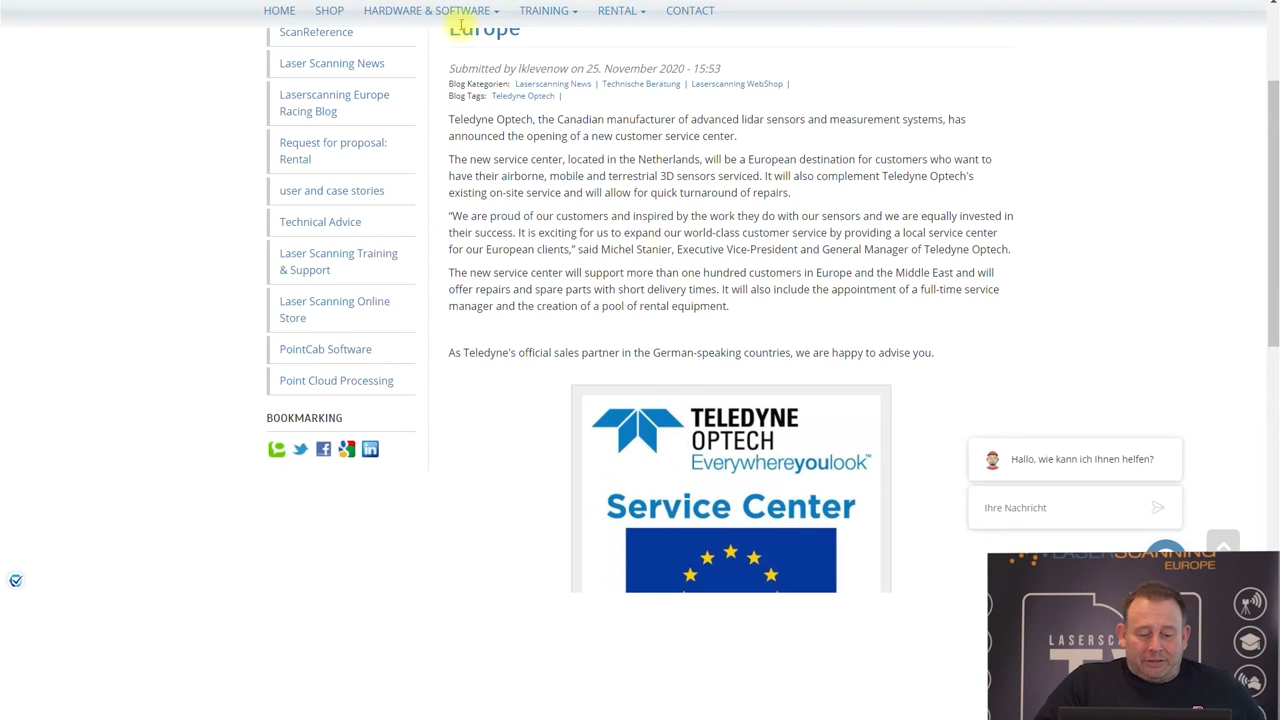 HOME
SHOP
HARDWARE & SOFTWARE
TRAINING
RENTAL
CONTACT
ScanReference
Laser Scanning News
Laserscanning Europe
Racing Blog
Request for proposal:
Rental
user and case stories
Technical Advice
Laser Scanning Training
& Support
Laser Scanning Online
Store
PointCab Software
Point Cloud Processing
BOOKMARKING
Europe
Submitted by lklevenow on 25. November 2020 - 15:53
Blog Kategorien: Laserscanning News | Technische Beratung | Laserscanning WebShop |
Blog Tags: Teledyne Optech |
Teledyne Optech, the Canadian manufacturer of advanced lidar sensors and measurement systems, has
announced the opening of a new customer service center.
The new service center, located in the Netherlands, will be a European destination for customers who want to
have their airborne, mobile and terrestrial 3D sensors serviced. It will also complement Teledyne Optech's
existing on-site service and will allow for quick turnaround of repairs.
"We are proud of our customers and inspired by the work they do with our sensors and we are equally invested in
their success. It is exciting for us to expand our world-class customer service by providing a local service center
for our European clients," said Michel Stanier, Executive Vice-President and General Manager of Teledyne Optech.
The new service center will support more than one hundred customers in Europe and the Middle East and will
offer repairs and spare parts with short delivery times. It will also include the appointment of a full-time service
manager and the creation of a pool of rental equipment.
As Teledyne's official sales partner in the German-speaking countries, we are happy to advise you.
TELEDYNE
OPTECH
Everywhereyoulook™
Service Center
Hallo, wie kann ich Ihnen helfen?
Ihre Nachricht
LASERSCANNING
EUROPE